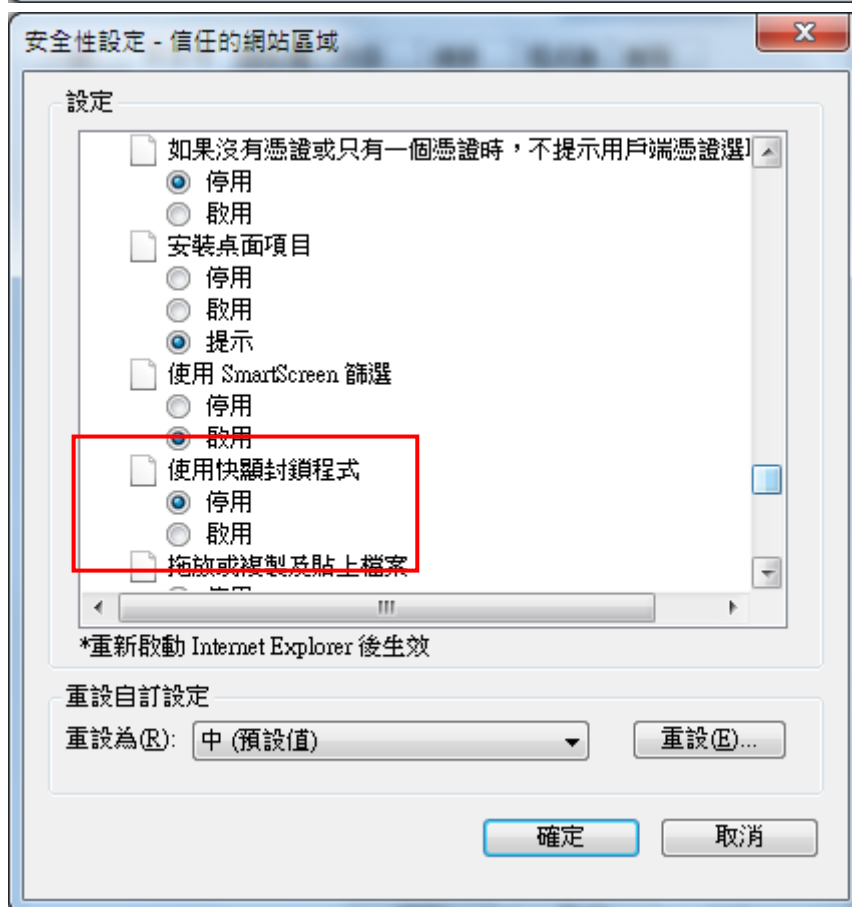 安全性設定 - 信任的網站區域
設定
如果沒有憑證或只有一個憑證時，不提示用戶端憑證選
停用
啟用
安裝桌面項目
停用
啟用
提示
使用 SmartScreen 篩選
停用
啟用
使用快顯封鎖程式
停用
啟用
拖放或複製及貼上檔案
*重新啟動 Internet Explorer 後生效
重設自訂設定
重設為(R): 中 (預設值) 重設(E)...
確定 取消